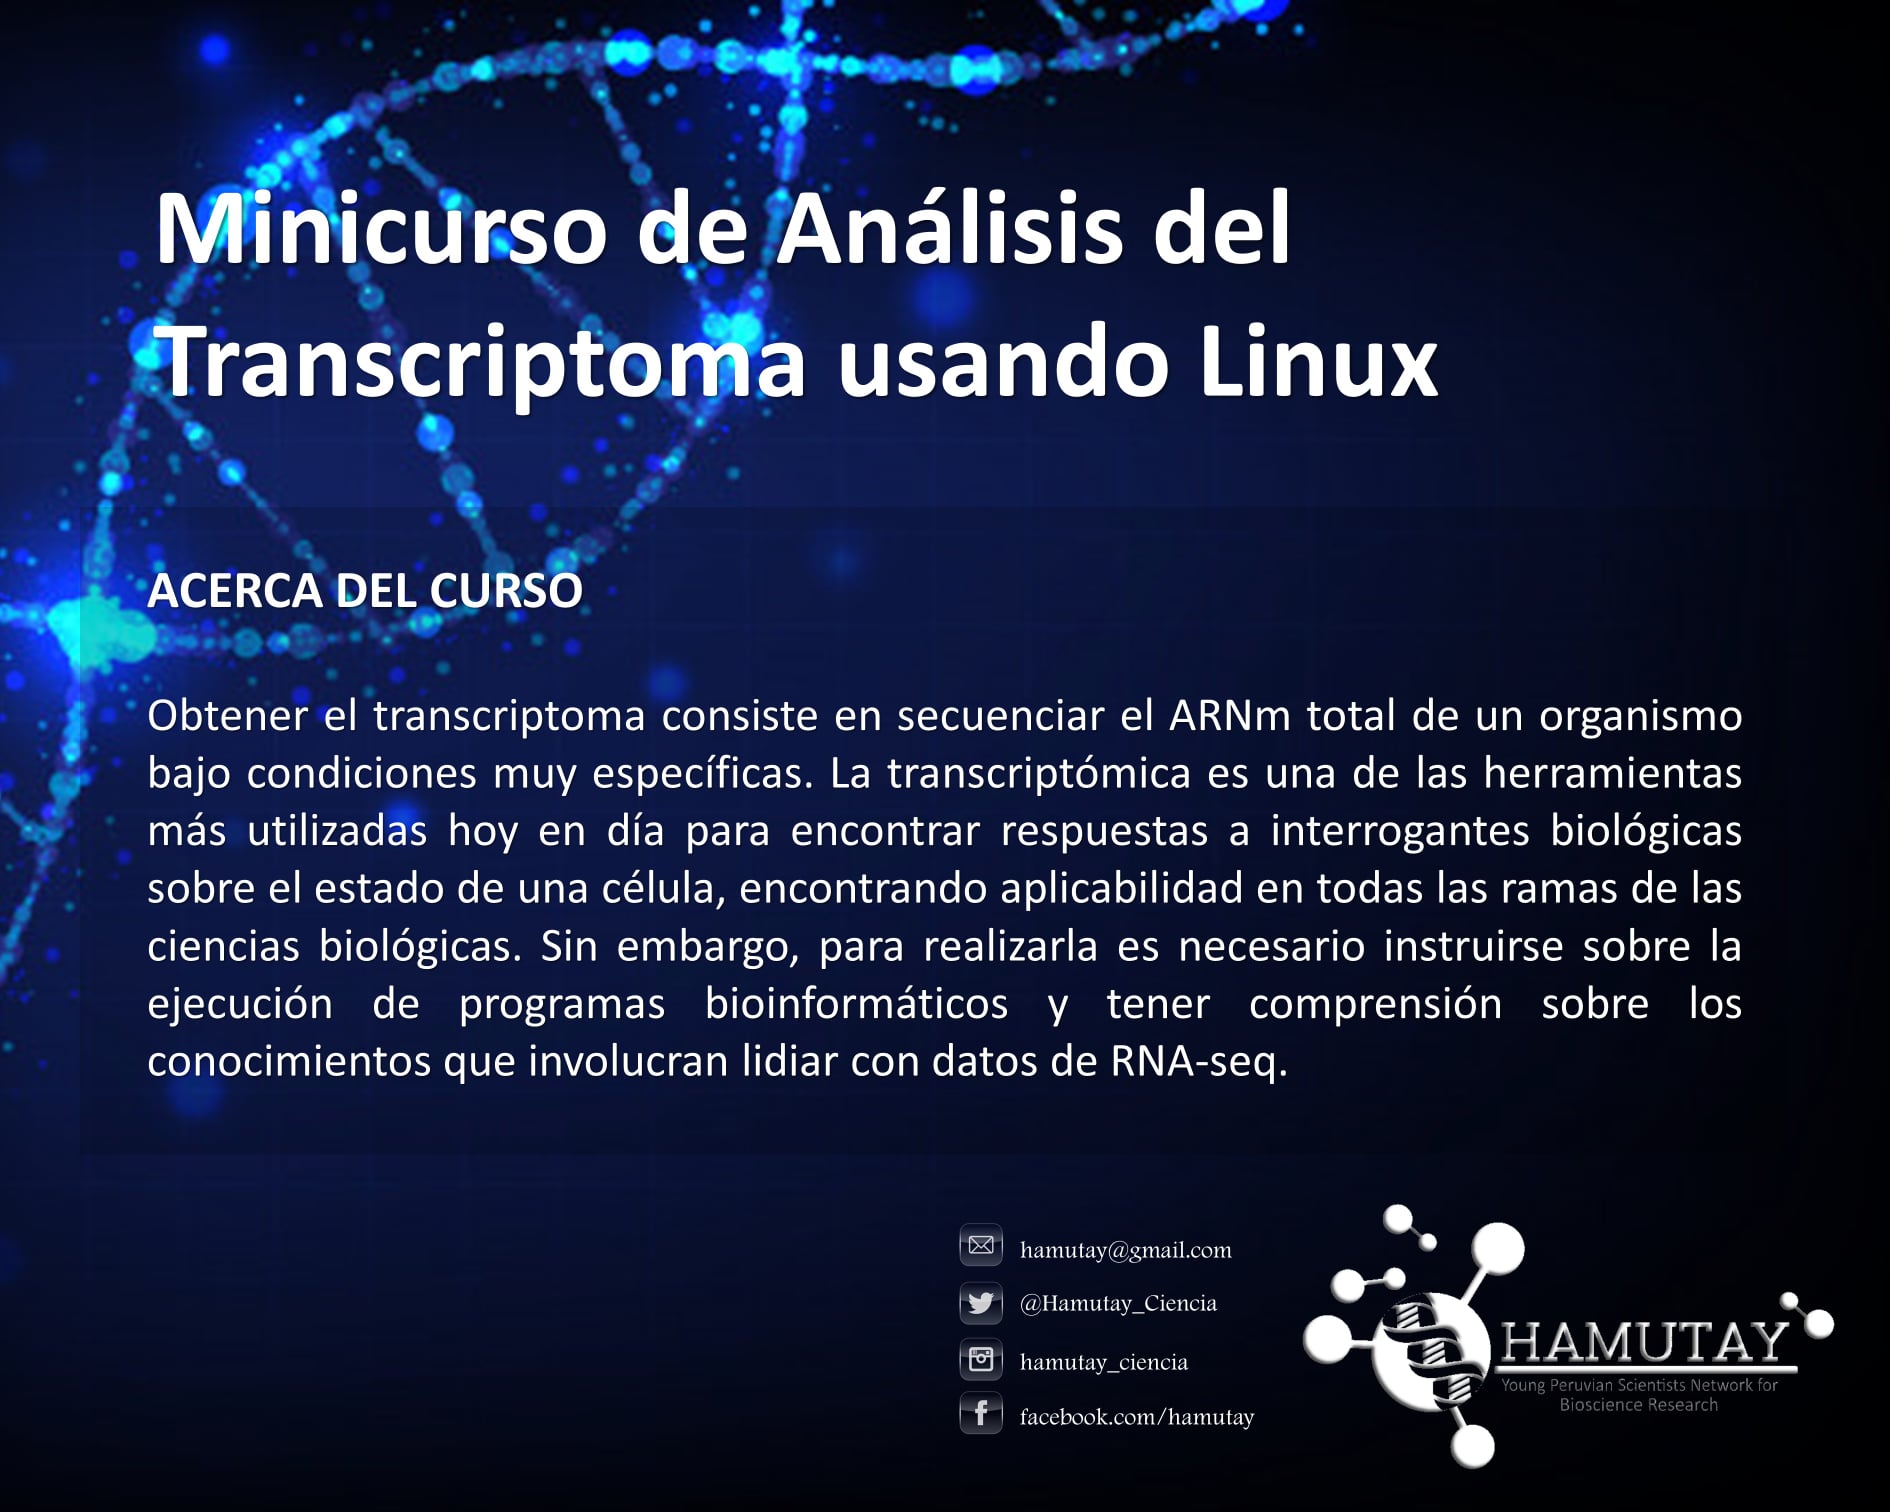 Minicurso de Análisis del
Transcriptoma usando Linux
ACERCA DEL CURSO
Obtener el transcriptoma consiste en secuenciar el ARNm total de un organismo
bajo condiciones muy específicas. La transcriptómica es una de las herramientas
más utilizadas hoy en día para encontrar respuestas a interrogantes biológicas
sobre el estado de una célula, encontrando aplicabilidad en todas las ramas de las
ciencias biológicas. Sin embargo, para realizarla es necesario instruirse sobre la
ejecución de programas bioinformáticos y tener comprensión sobre los
conocimientos que involucran lidiar con datos de RNA-seq.
hamutay@gmail.com
@Hamutay_Ciencia
hamutay_ciencia
facebook.com/hamutay
HAMUTAY
Young Peruvian Scientists Network for
Bioscience Research